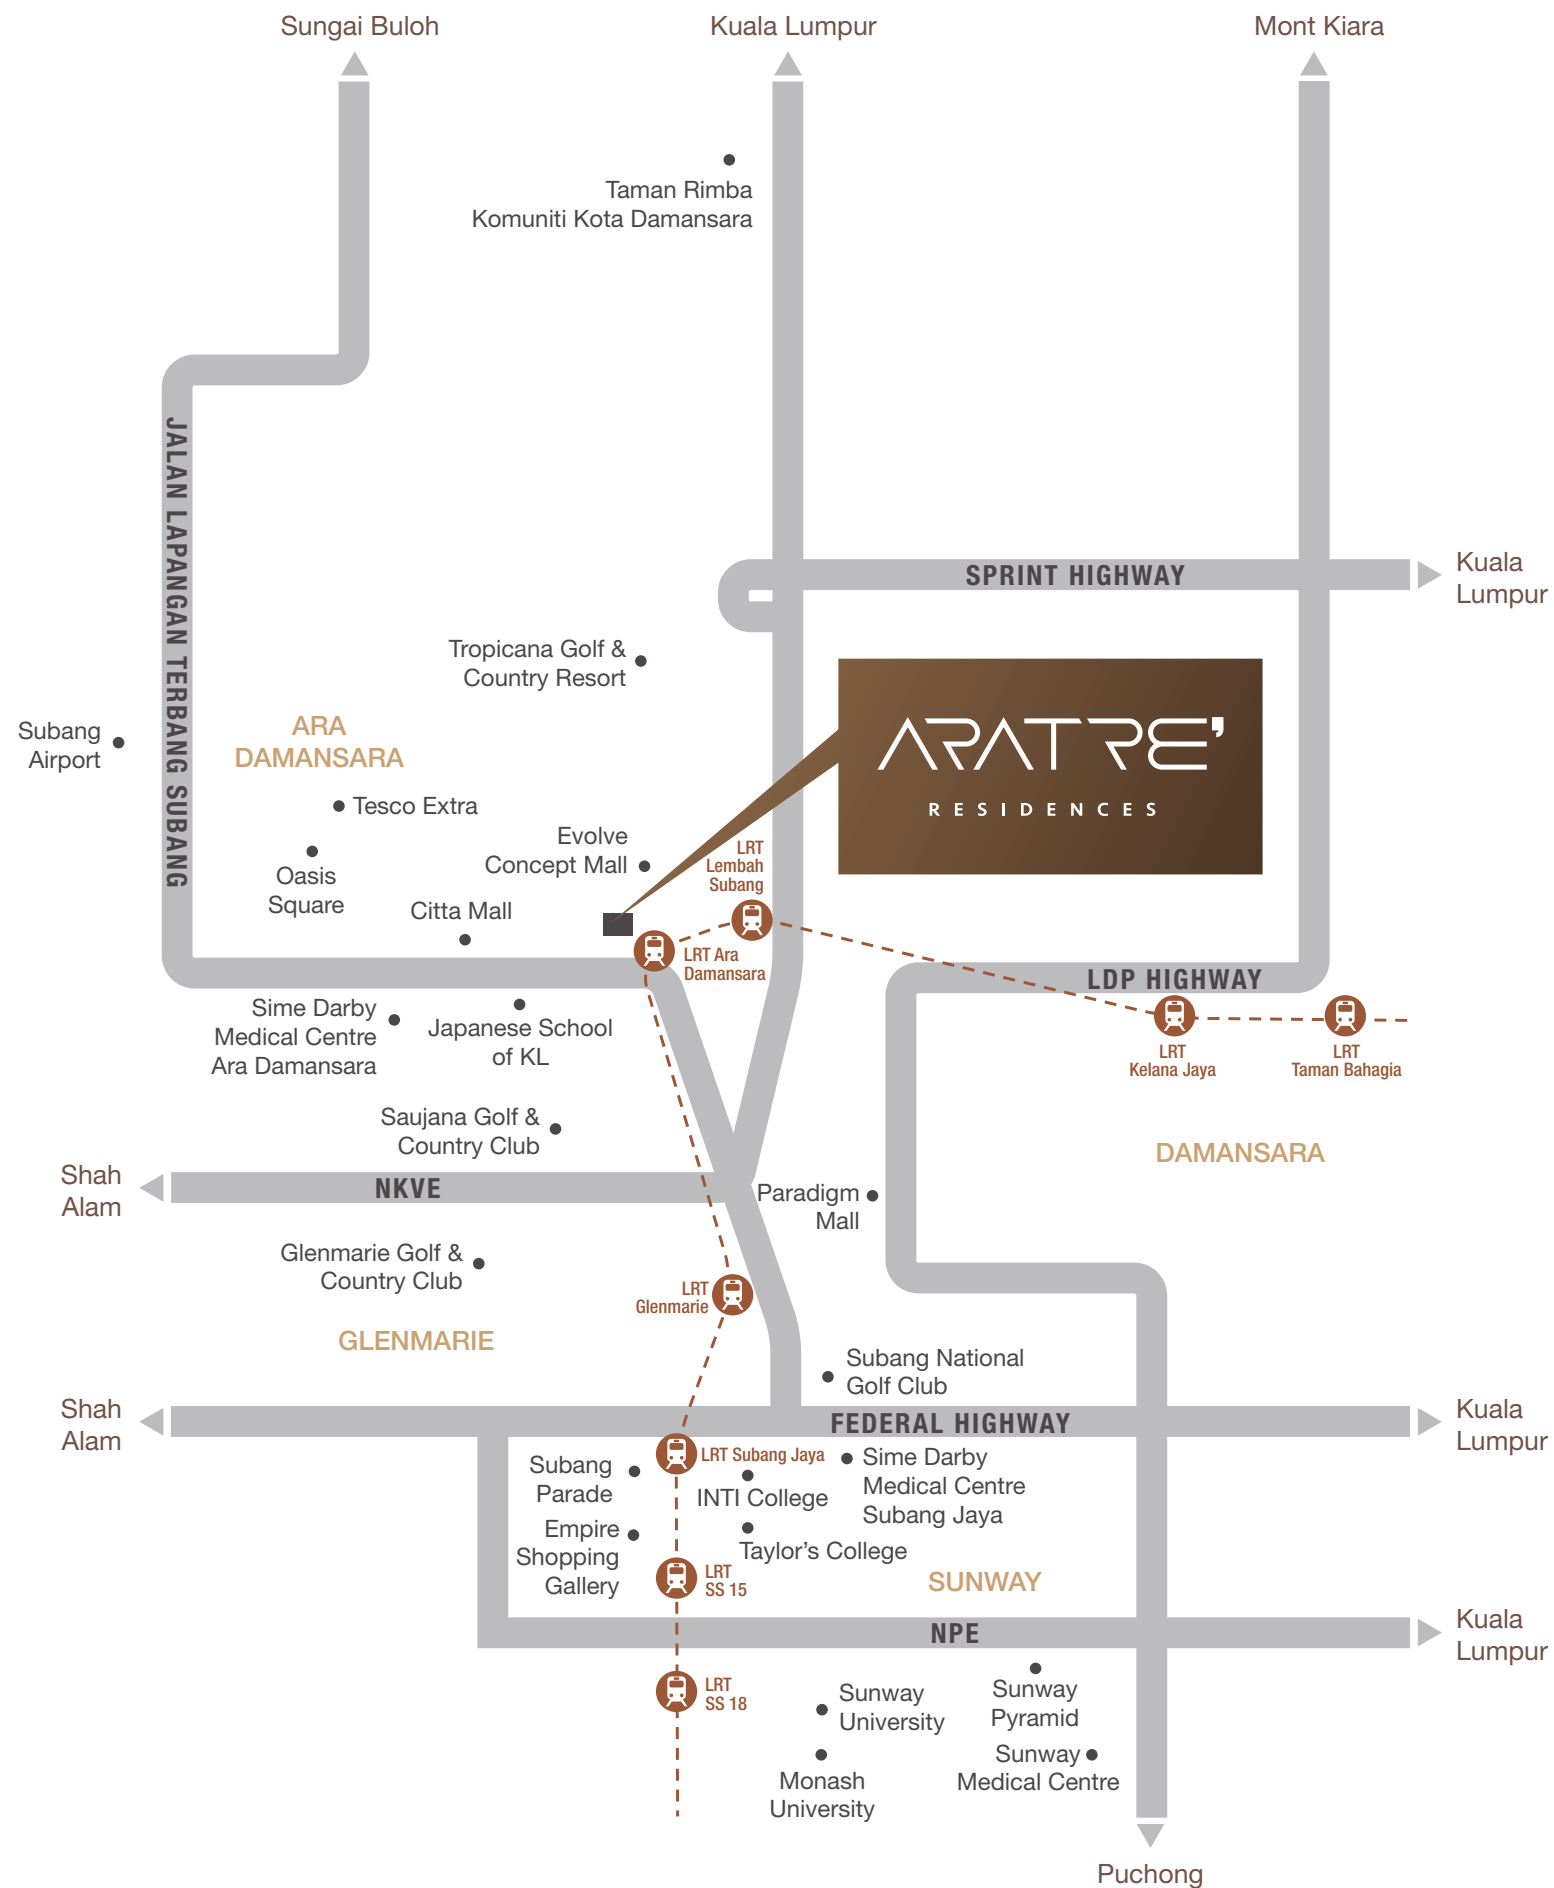 Sungai Buloh
Kuala Lumpur
Mont Kiara
Taman Rimba
Komuniti Kota Damansara
JALAN LAPANGAN TERBANG SUBANG
SPRINT HIGHWAY
Kuala
Lumpur
Tropicana Golf &
Country Resort
Subang
Airport
ARA
DAMANSARA
ARATRE'
RESIDENCES
Tesco Extra
Oasis
Square
Evolve
Concept Mall
Citta Mall
LRT
Lembah
Subang
LRT Ara
Damansara
LDP HIGHWAY
Sime Darby
Medical Centre
Ara Damansara
Japanese School
of KL
LRT
Kelana Jaya
LRT
Taman Bahagia
Saujana Golf &
Country Club
DAMANSARA
Shah
Alam
NKVE
Paradigm
Mall
Glenmarie Golf &
Country Club
LRT
Glenmarie
GLENMARIE
Subang National
Golf Club
Shah
Alam
FEDERAL HIGHWAY
Kuala
Lumpur
Subang
Parade
LRT Subang Jaya
INTI College
Sime Darby
Medical Centre
Subang Jaya
Empire
Shopping
Gallery
Taylor’s College
LRT
SS 15
SUNWAY
NPE
Kuala
Lumpur
LRT
SS 18
Sunway
University
Sunway
Pyramid
Monash
University
Sunway
Medical Centre
Puchong